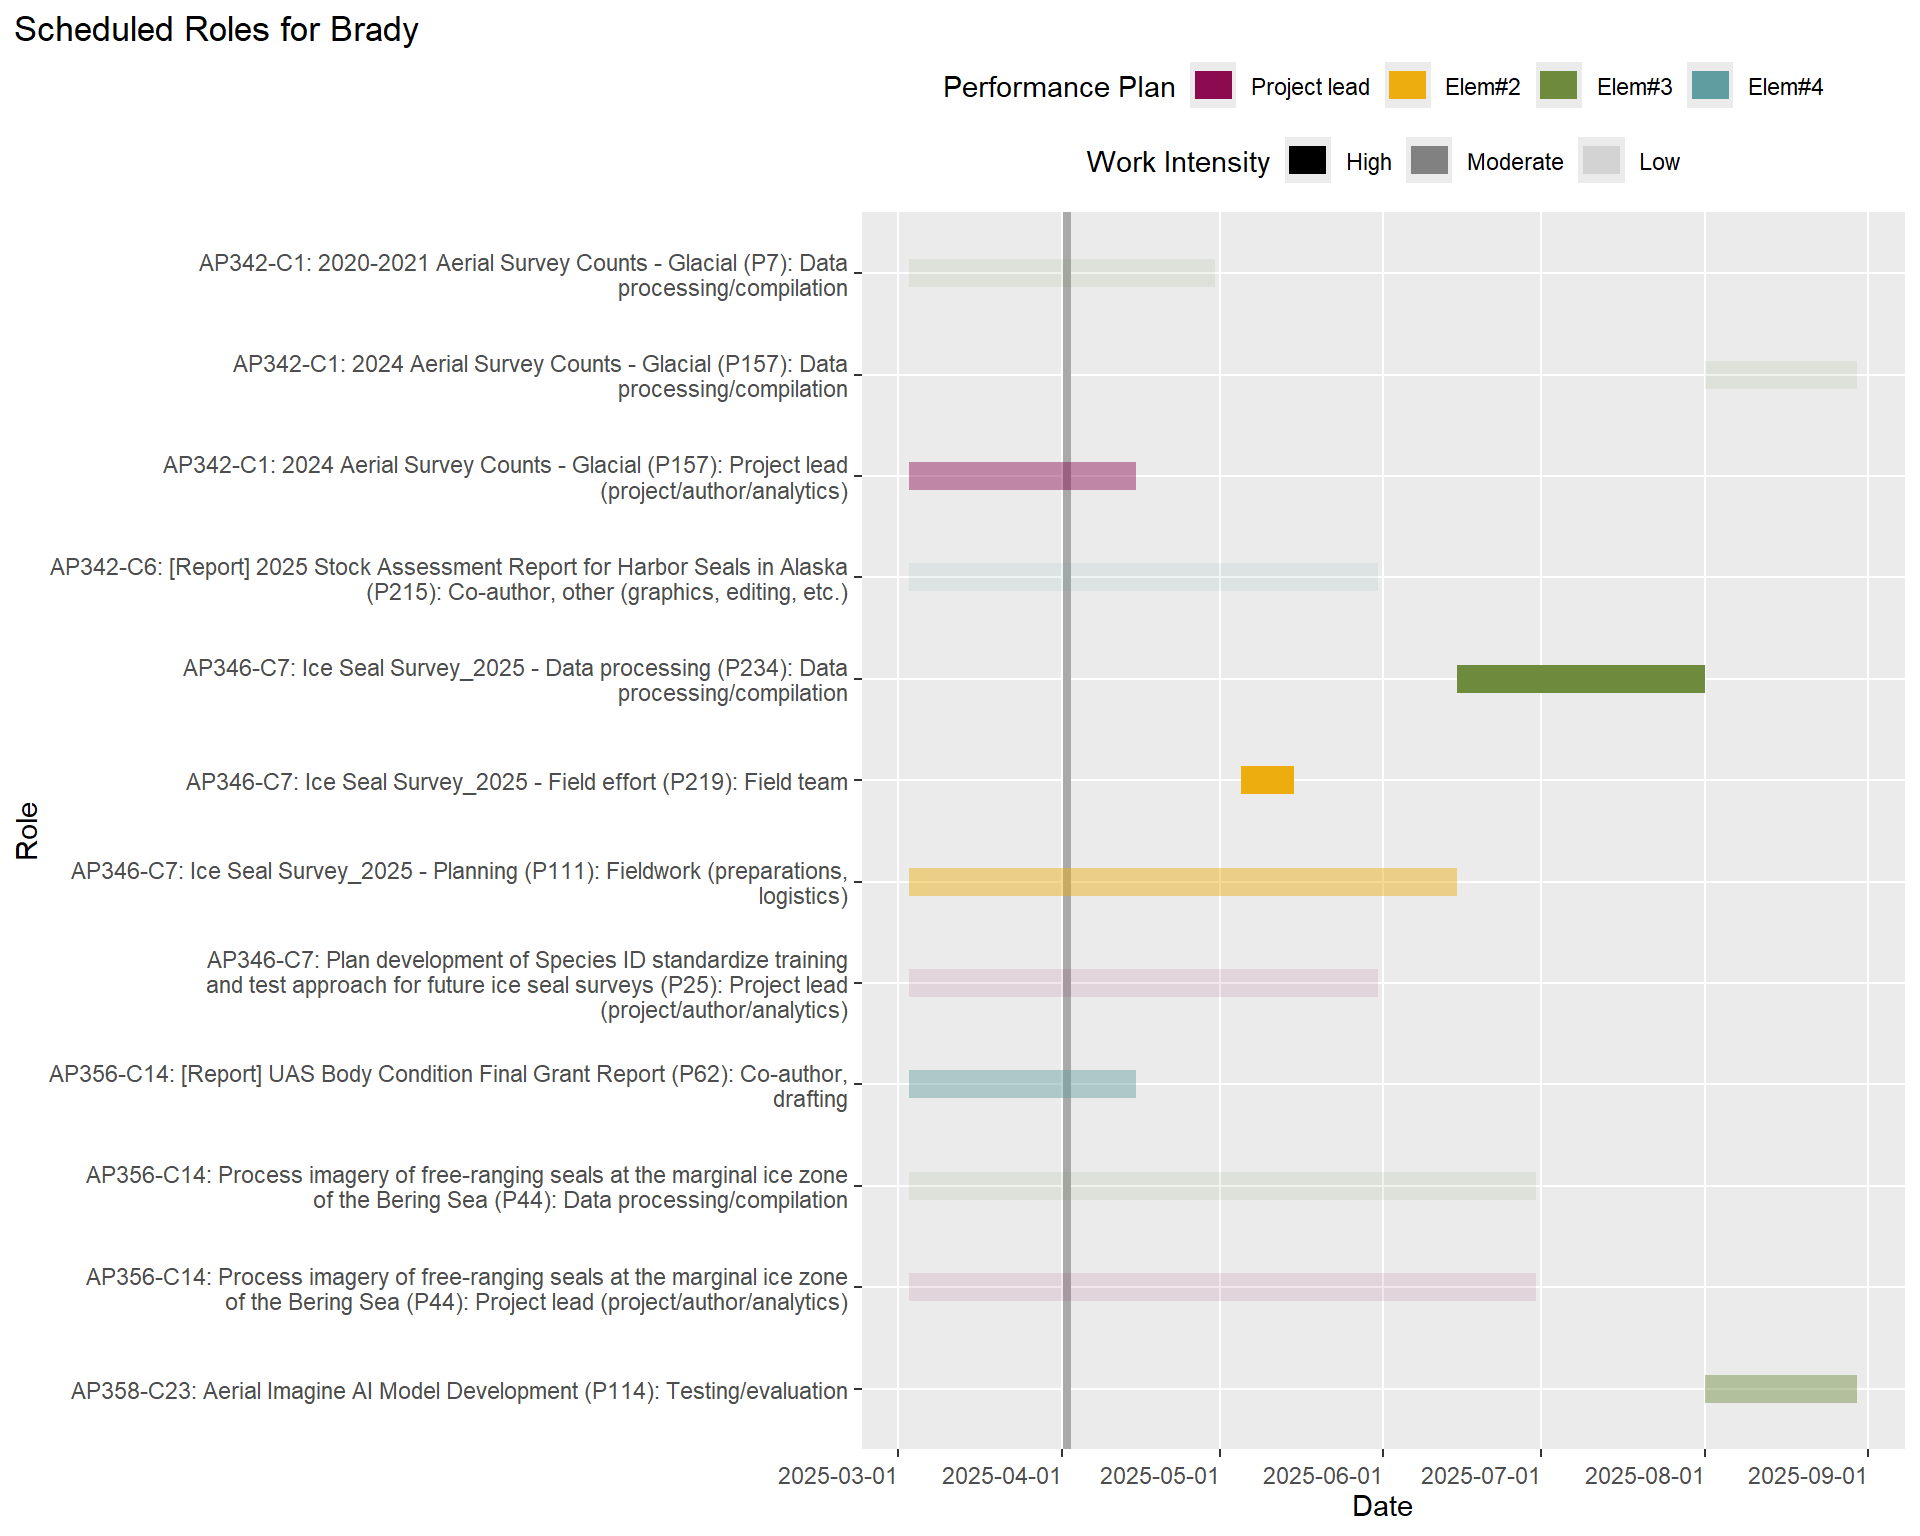 Scheduled Roles for Brady
Performance Plan Project lead Elem#2 Elem#3 Elem#4
Work Intensity High Moderate Low
AP342-C1: 2020-2021 Aerial Survey Counts - Glacial (P7): Data
processing/compilation
AP342-C1: 2024 Aerial Survey Counts - Glacial (P157): Data
processing/compilation
AP342-C1: 2024 Aerial Survey Counts - Glacial (P157): Project lead
(project/author/analytics)
AP342-C6: [Report] 2025 Stock Assessment Report for Harbor Seals in Alaska
(P215): Co-author, other (graphics, editing, etc.)
AP346-C7: Ice Seal Survey_2025 - Data processing (P234): Data
processing/compilation
AP346-C7: Ice Seal Survey_2025 - Field effort (P219): Field team
AP346-C7: Ice Seal Survey_2025 - Planning (P111): Fieldwork (preparations,
logistics)
AP346-C7: Plan development of Species ID standardize training
and test approach for future ice seal surveys (P25): Project lead
(project/author/analytics)
AP356-C14: [Report] UAS Body Condition Final Grant Report (P62): Co-author,
drafting
AP356-C14: Process imagery of free-ranging seals at the marginal ice zone
of the Bering Sea (P44): Data processing/compilation
AP356-C14: Process imagery of free-ranging seals at the marginal ice zone
of the Bering Sea (P44): Project lead (project/author/analytics)
AP358-C23: Aerial Imagine AI Model Development (P114): Testing/evaluation
Role
2025-03-01 2025-04-01 2025-05-01 2025-06-01 2025-07-01 2025-08-01 2025-09-01
Date